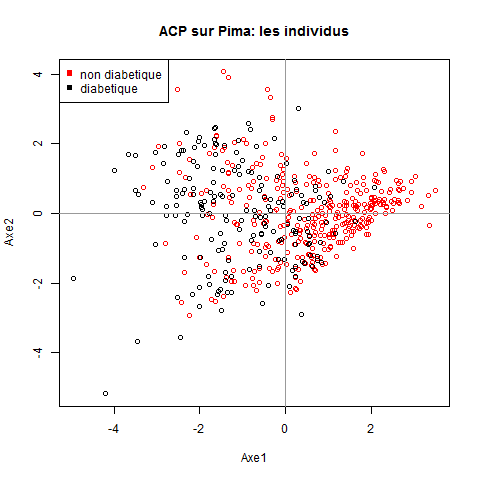 ACP sur Pima: les individus
non diabetique
diabetique
4
2
0
-2
-4
Axe2
-4
-2
0
2
Axe1